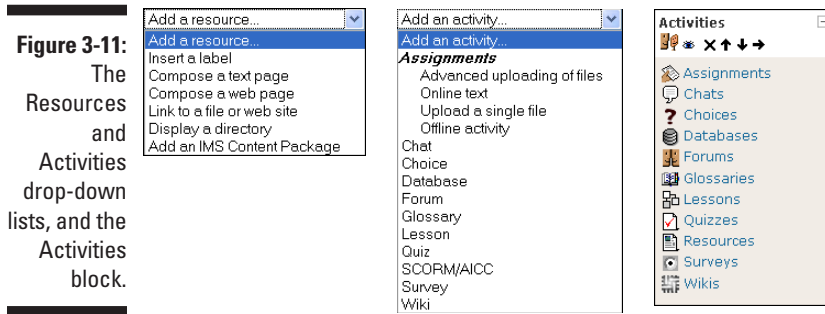 Figure 3-11:
The
Resources
and
Activities
drop-down
lists, and the
Activities
block.
Add a resource...
Add a resource...
Insert a label
Compose a text page
Compose a web page
Link to a file or web site
Display a directory
Add an IMS Content Package
Add an activity...
Add an activity...
Assignments
Advanced uploading of files
Online text
Upload a single file
Offline activity
Chat
Choice
Database
Forum
Glossary
Lesson
Quiz
SCORM/AICC
Survey
Wiki
Activities
Assignments
Chats
Choices
Databases
Forums
Glossaries
Lessons
Quizzes
Resources
Surveys
Wikis